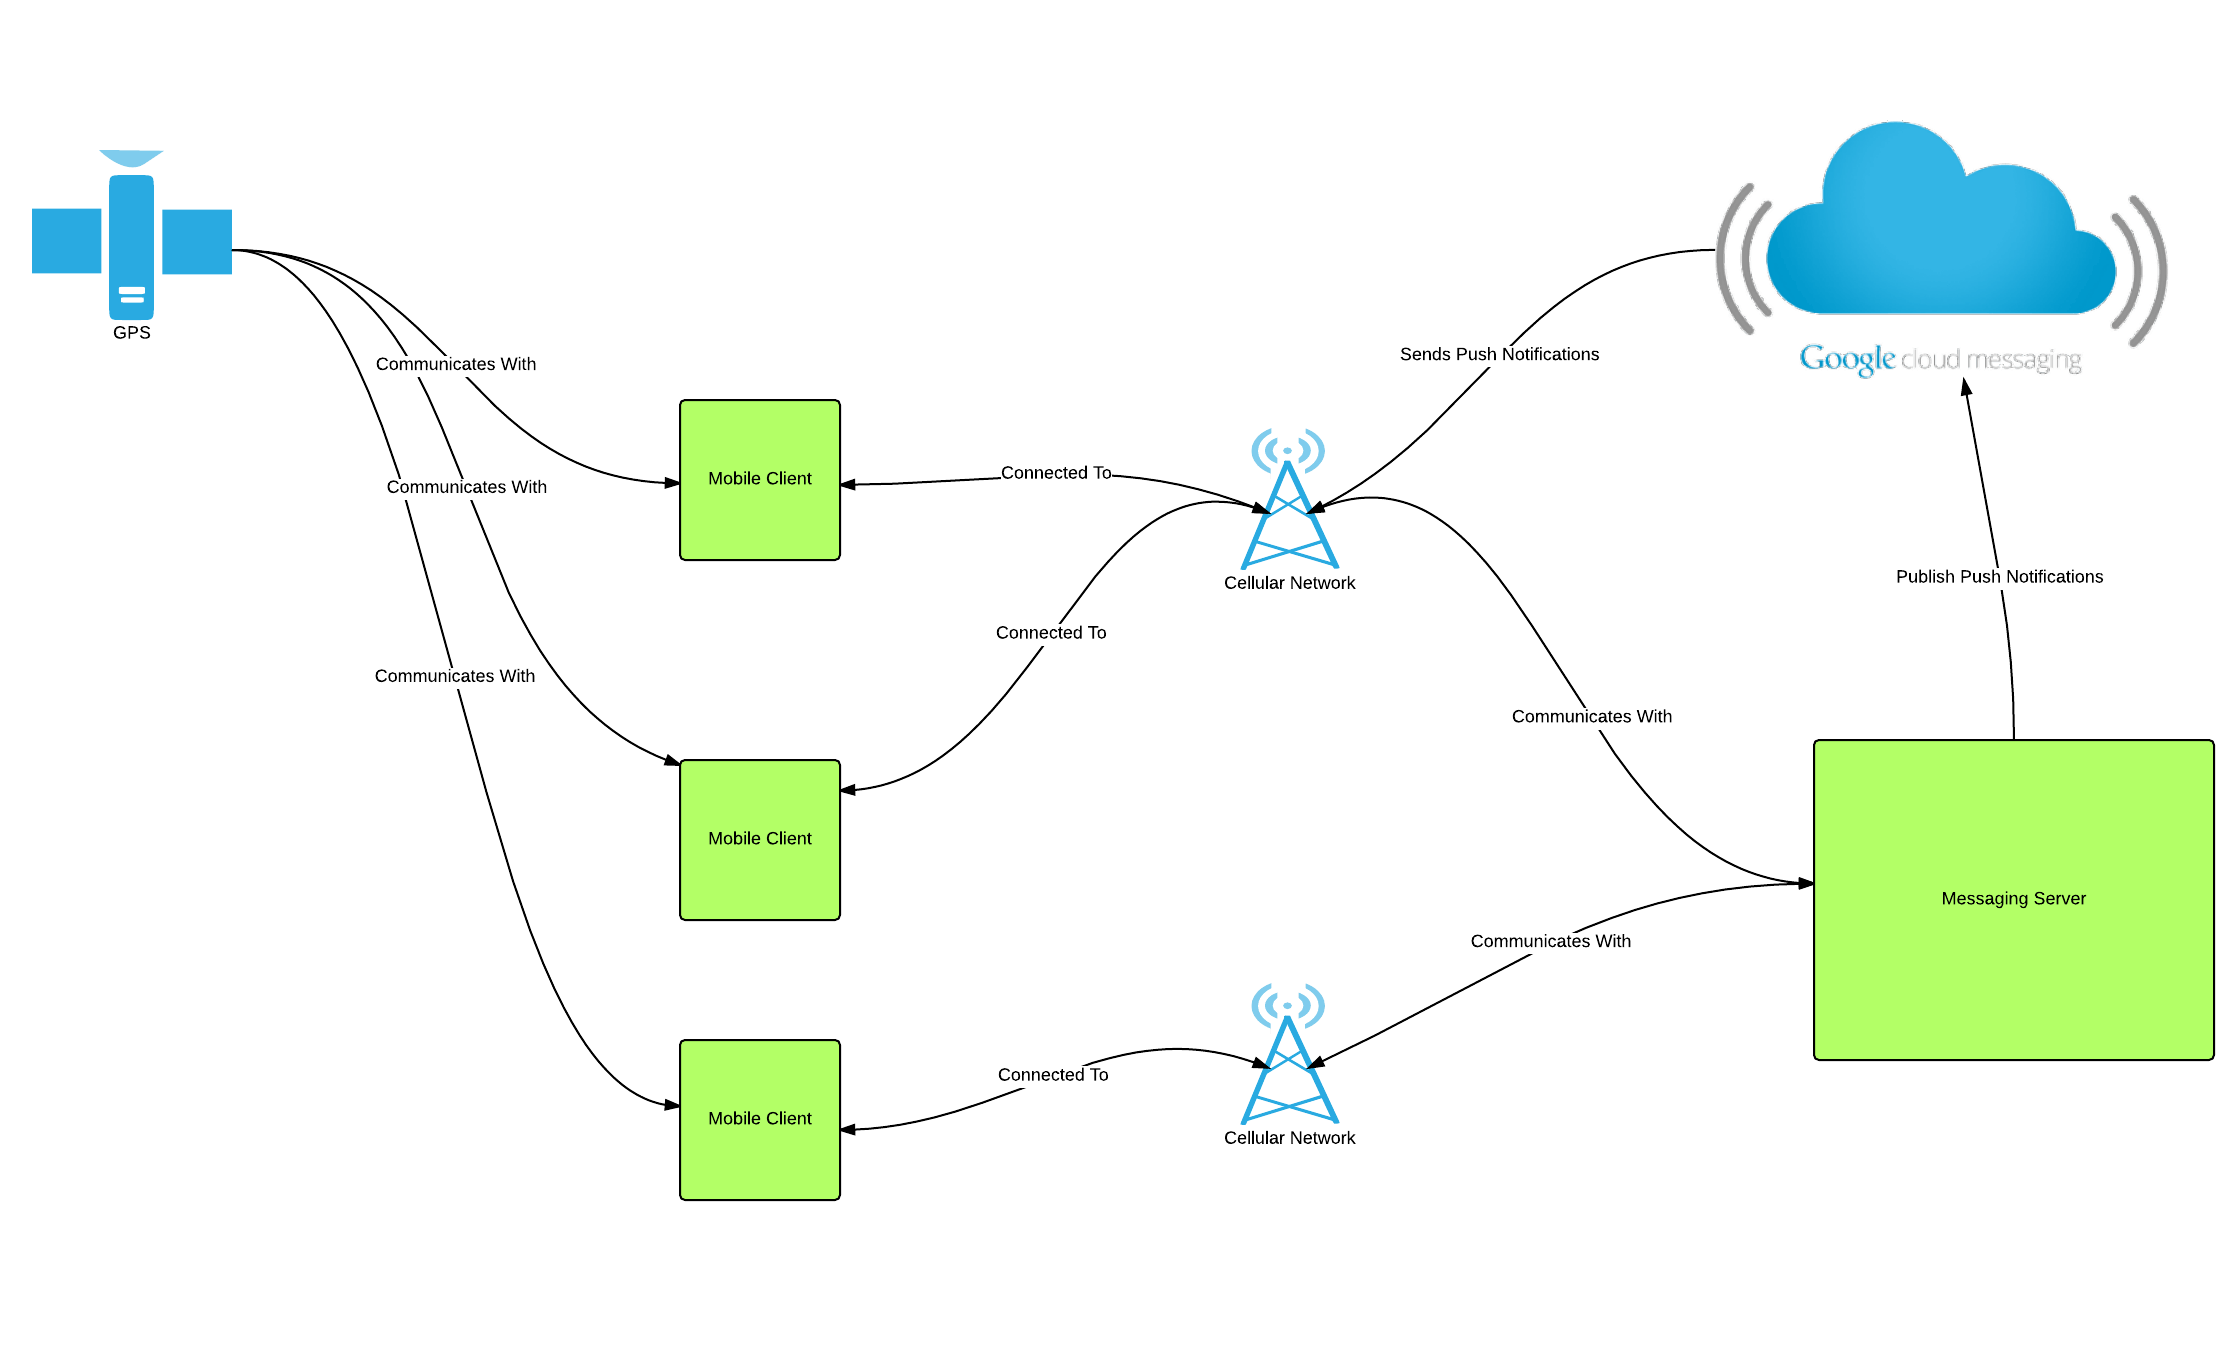 GPS
Communicates With
Communicates With
Communicates With
Mobile Client
Mobile Client
Mobile Client
Connected To
Connected To
Connected To
Cellular Network
Cellular Network
Sends Push Notifications
Communicates With
Communicates With
Google cloud messaging
Publish Push Notifications
Messaging Server